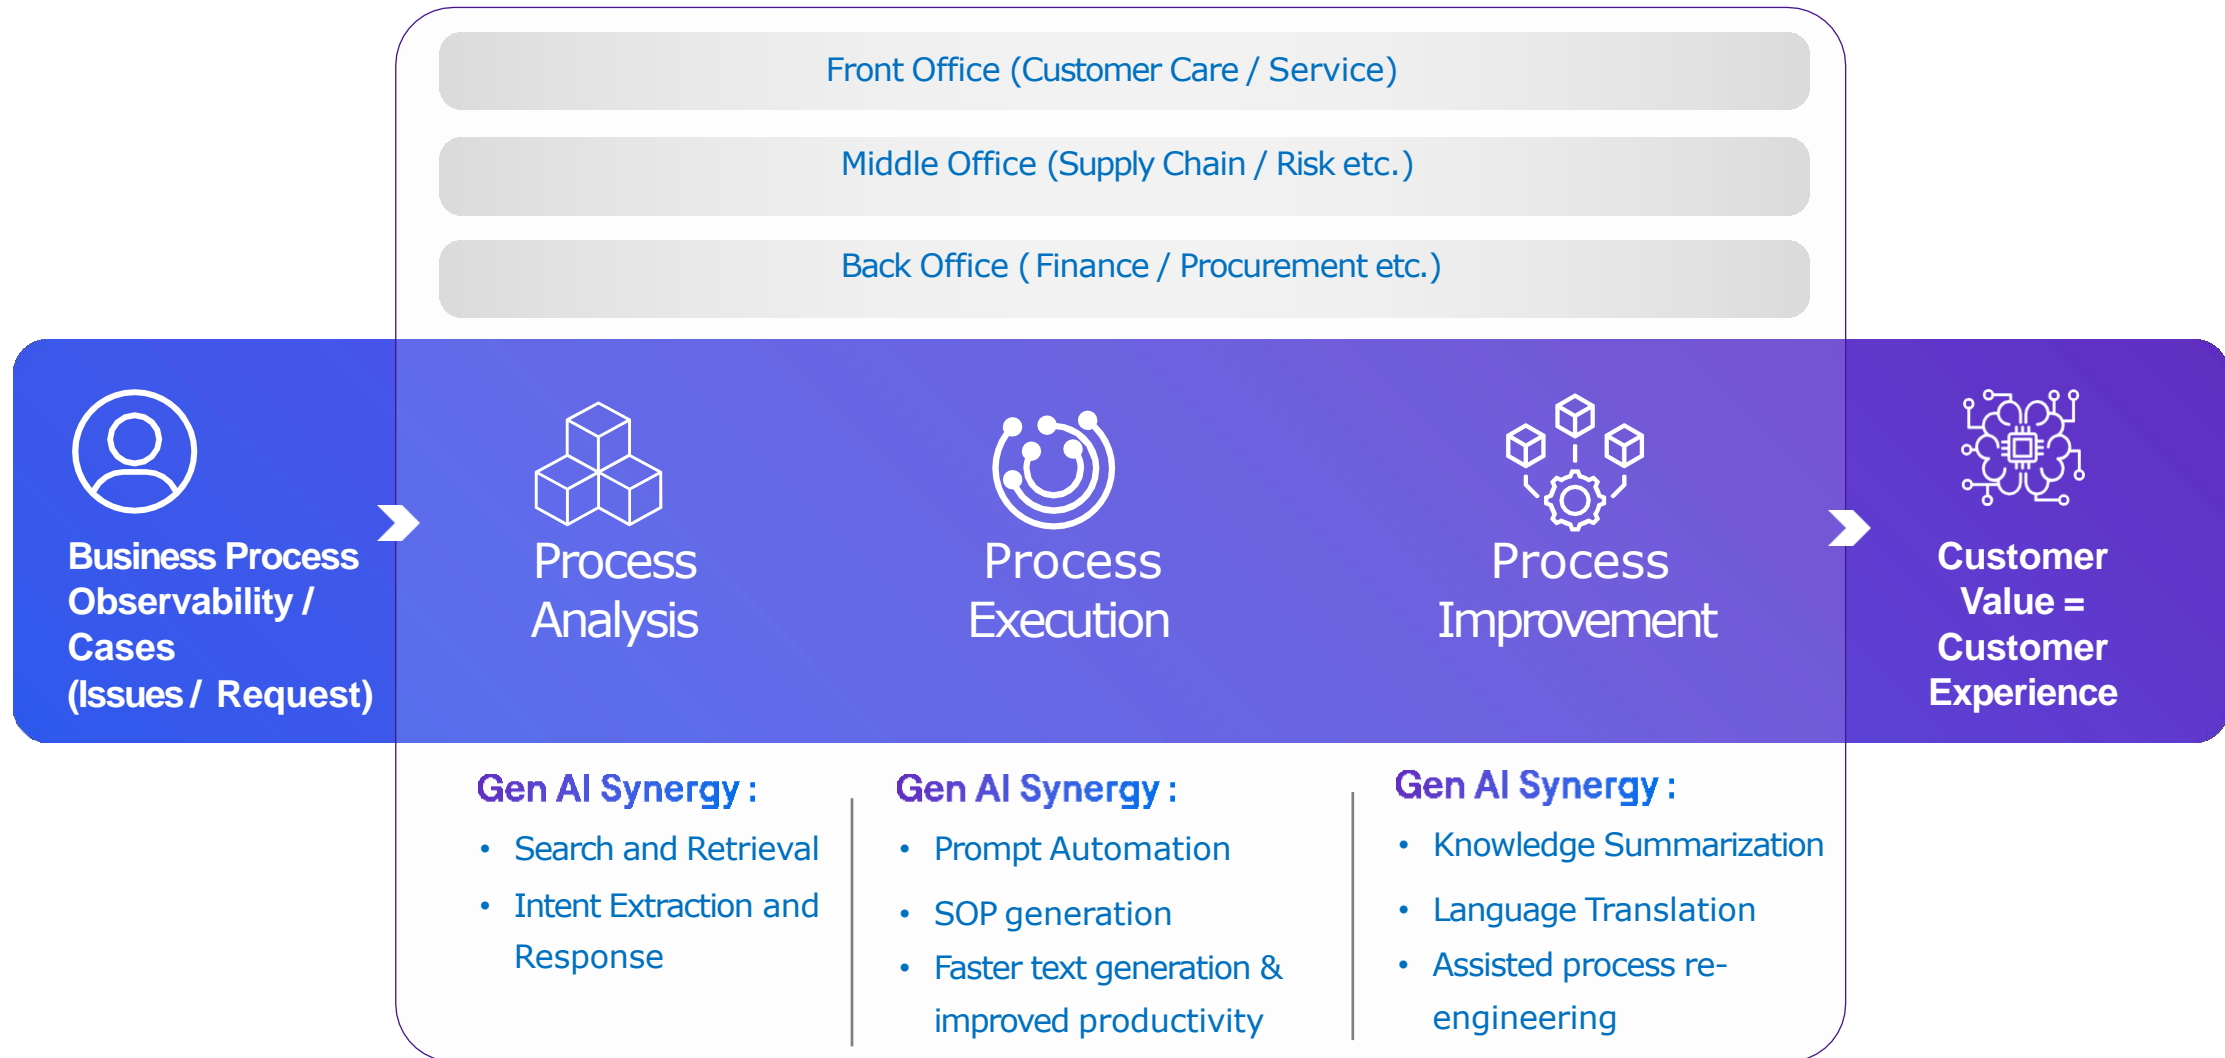 Front Office (Customer Care / Service)
Middle Office (Supply Chain / Risk etc.)
Back Office ( Finance / Procurement etc.)
Business Process
Observability /
Cases
(Issues / Request)
Process
Analysis
Process
Execution
Process
Improvement
Customer
Value =
Customer
Experience
Gen AI Synergy :
• Search and Retrieval
• Intent Extraction and
Response
Gen AI Synergy :
• Prompt Automation
• SOP generation
• Faster text generation &
improved productivity
Gen AI Synergy :
• Knowledge Summarization
• Language Translation
• Assisted process re-
engineering